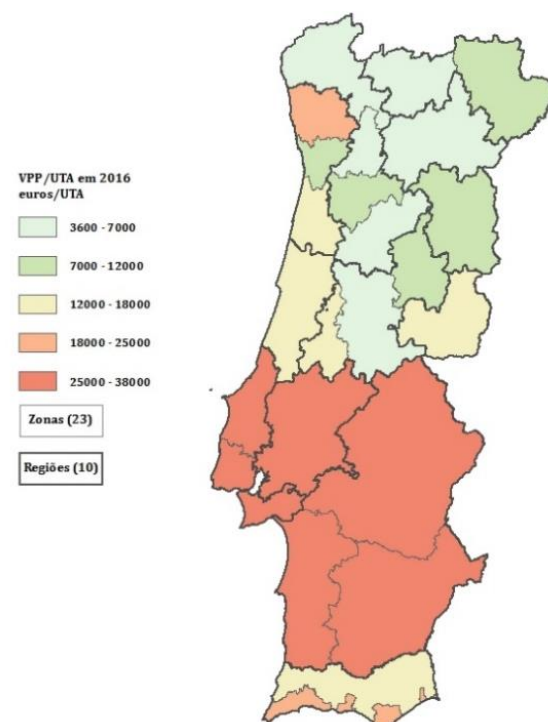 VPP/UTA em 2016
euros/UTA
3600 - 7000
7000 - 12000
12000 - 18000
18000 - 25000
25000 - 38000
Zonas (23)
Regiões (10)